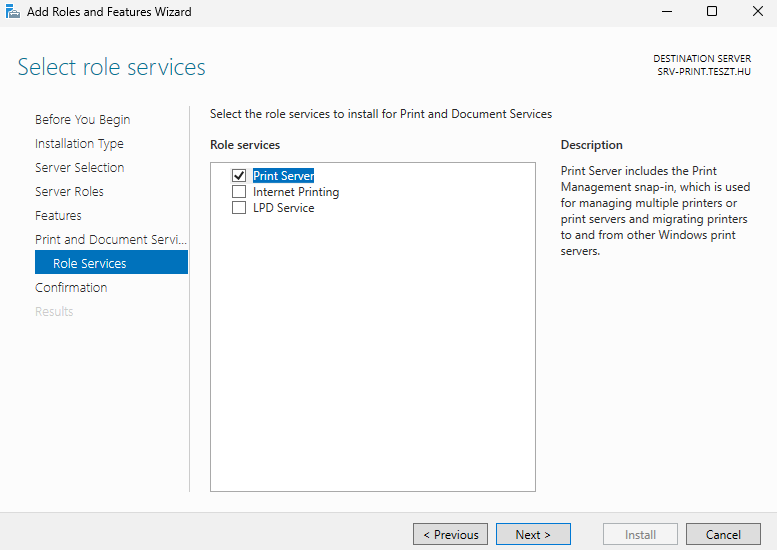 Add Roles and Features Wizard
Select role services
DESTINATION SERVER
SRV-PRINT.TESZT.HU
Before You Begin
Installation Type
Server Selection
Server Roles
Features
Print and Document Servi...
Role Services
Confirmation
Results
Select the role services to install for Print and Document Services
Role services
Print Server
Internet Printing
LPD Service
Description
Print Server includes the Print
Management snap-in, which is used
for managing multiple printers or
print servers and migrating printers
to and from other Windows print
servers.
< Previous
Next >
Install
Cancel